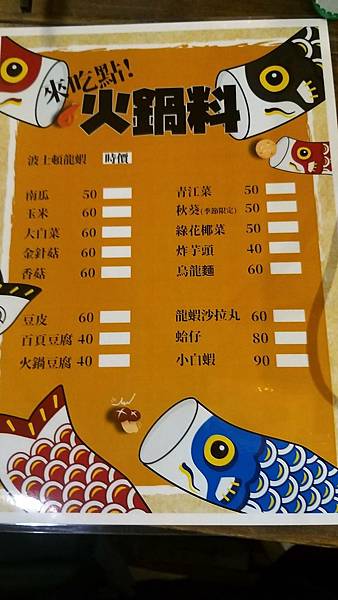 來吃點!
火鍋料
波士頓龍蝦 時價
南瓜 50
玉米 60
大白菜 60
金針菇 60
香菇 60
青江菜 50
秋葵(季節限定) 50
綠花椰菜 50
炸芋頭 40
烏龍麵 60
豆皮 60
百頁豆腐 40
火鍋豆腐 40
龍蝦沙拉丸 60
蛤仔 80
小白蝦 90